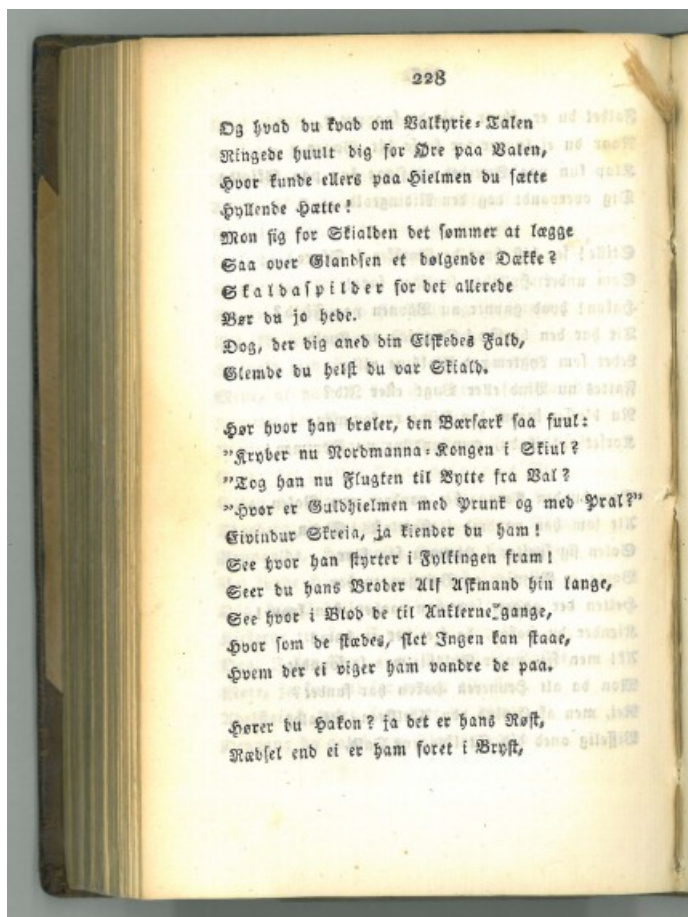 228
Og hvad du kvad om Valkyrie-Talen
Ringede huult dig for Øre paa Valen,
Hvor kunde ellers paa Hielmen du sætte
Hyllende Hætte!
Mon sig for Skialden det sømmer at lægge
Saa over Glandsen et dølgende Dække?
Skaldaspilder for det allerede
Bør du jo hede.
Dog, der dig aned din Elskedes Fald,
Glemde du helst du var Skiald.
Hør hvor han brøler, den Bærsærk saa fuul:
"Kryber nu Nordmanna-Kongen i Skiul?
"Tog han nu Flugten til Bytte fra Val?
"Hvor er Guldhielmen med Prunk og med Pral?"
Eivindur Skreia, ja kiender du ham!
See hvor han styrter i Fylkingen fram!
Seer du hans Broder Alf Askmand hin lange,
See hvor i Blod de til Anklerne gange,
Hvor som de stædes, slet Ingen kan staae,
Hvem der ei viger ham vandre de paa.
Hører du Hakon? ja det er hans Røst,
Rædsel end ei er ham foret i Bryst,